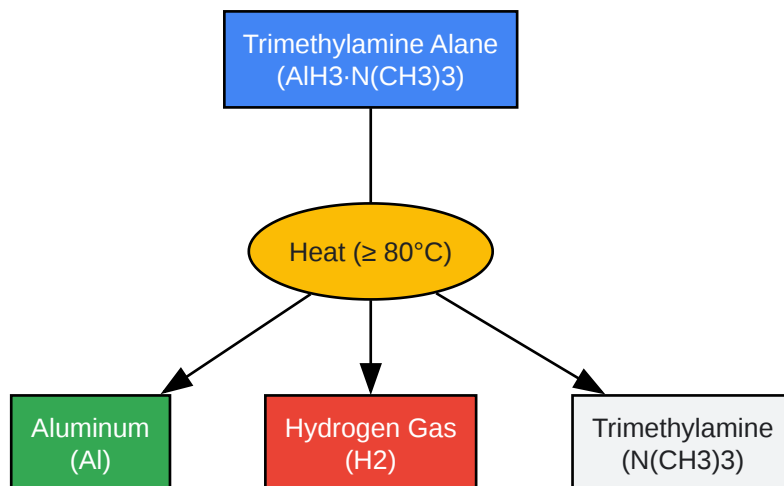 Trimethylamine Alane
(AlH3·N(CH3)3)
Heat (≥ 80°C)
Aluminum
(Al)
Hydrogen Gas
(H2)
Trimethylamine
(N(CH3)3)